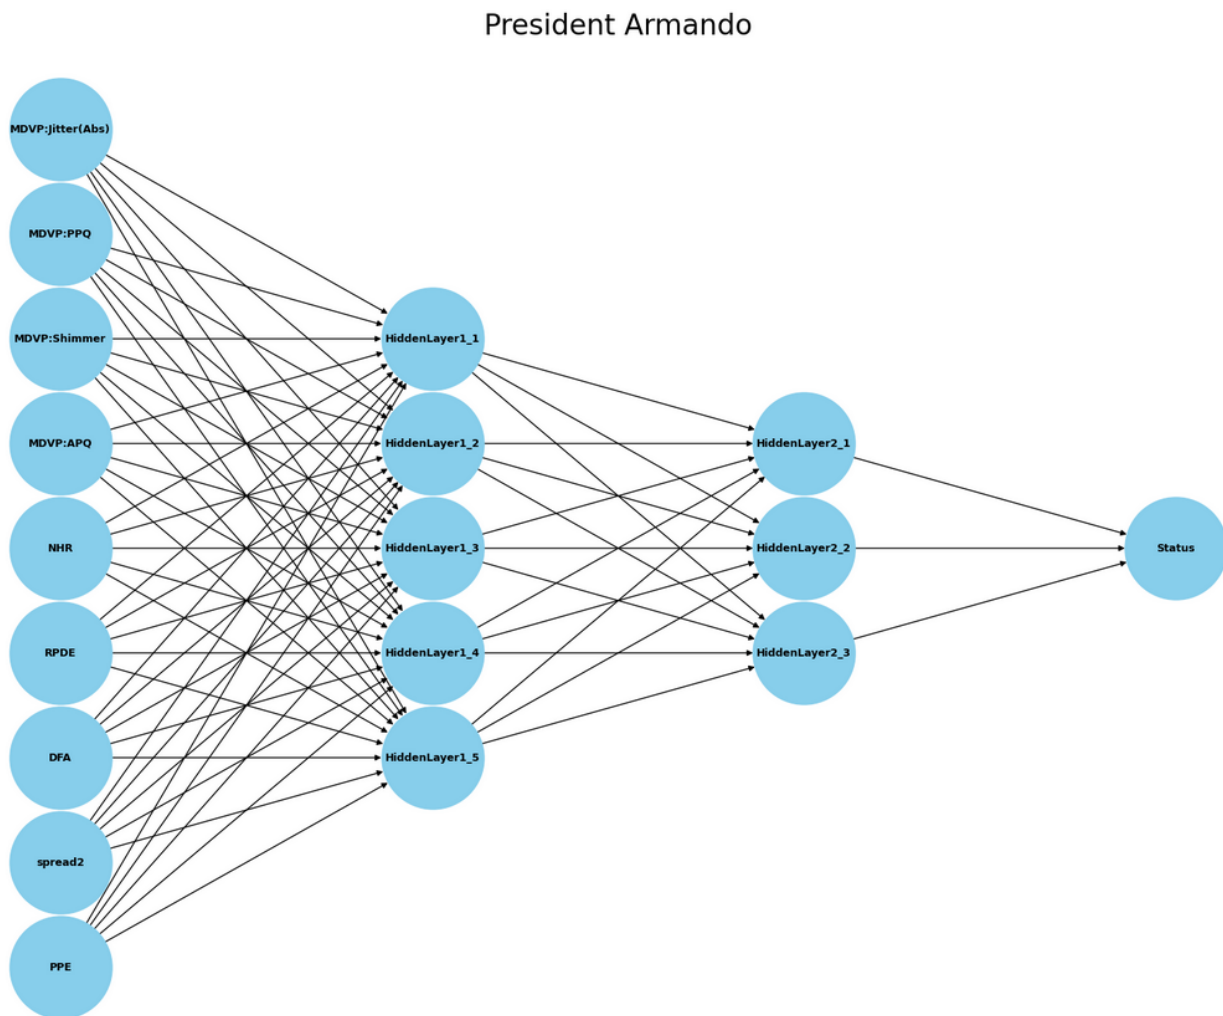 President Armando
MDVP:Jitter(Abs)
MDVP:PPQ
MDVP:Shimmer
MDVP:APQ
NHR
RPDE
DFA
spread2
PPE
HiddenLayer1_1
HiddenLayer1_2
HiddenLayer1_3
HiddenLayer1_4
HiddenLayer1_5
HiddenLayer2_1
HiddenLayer2_2
HiddenLayer2_3
Status